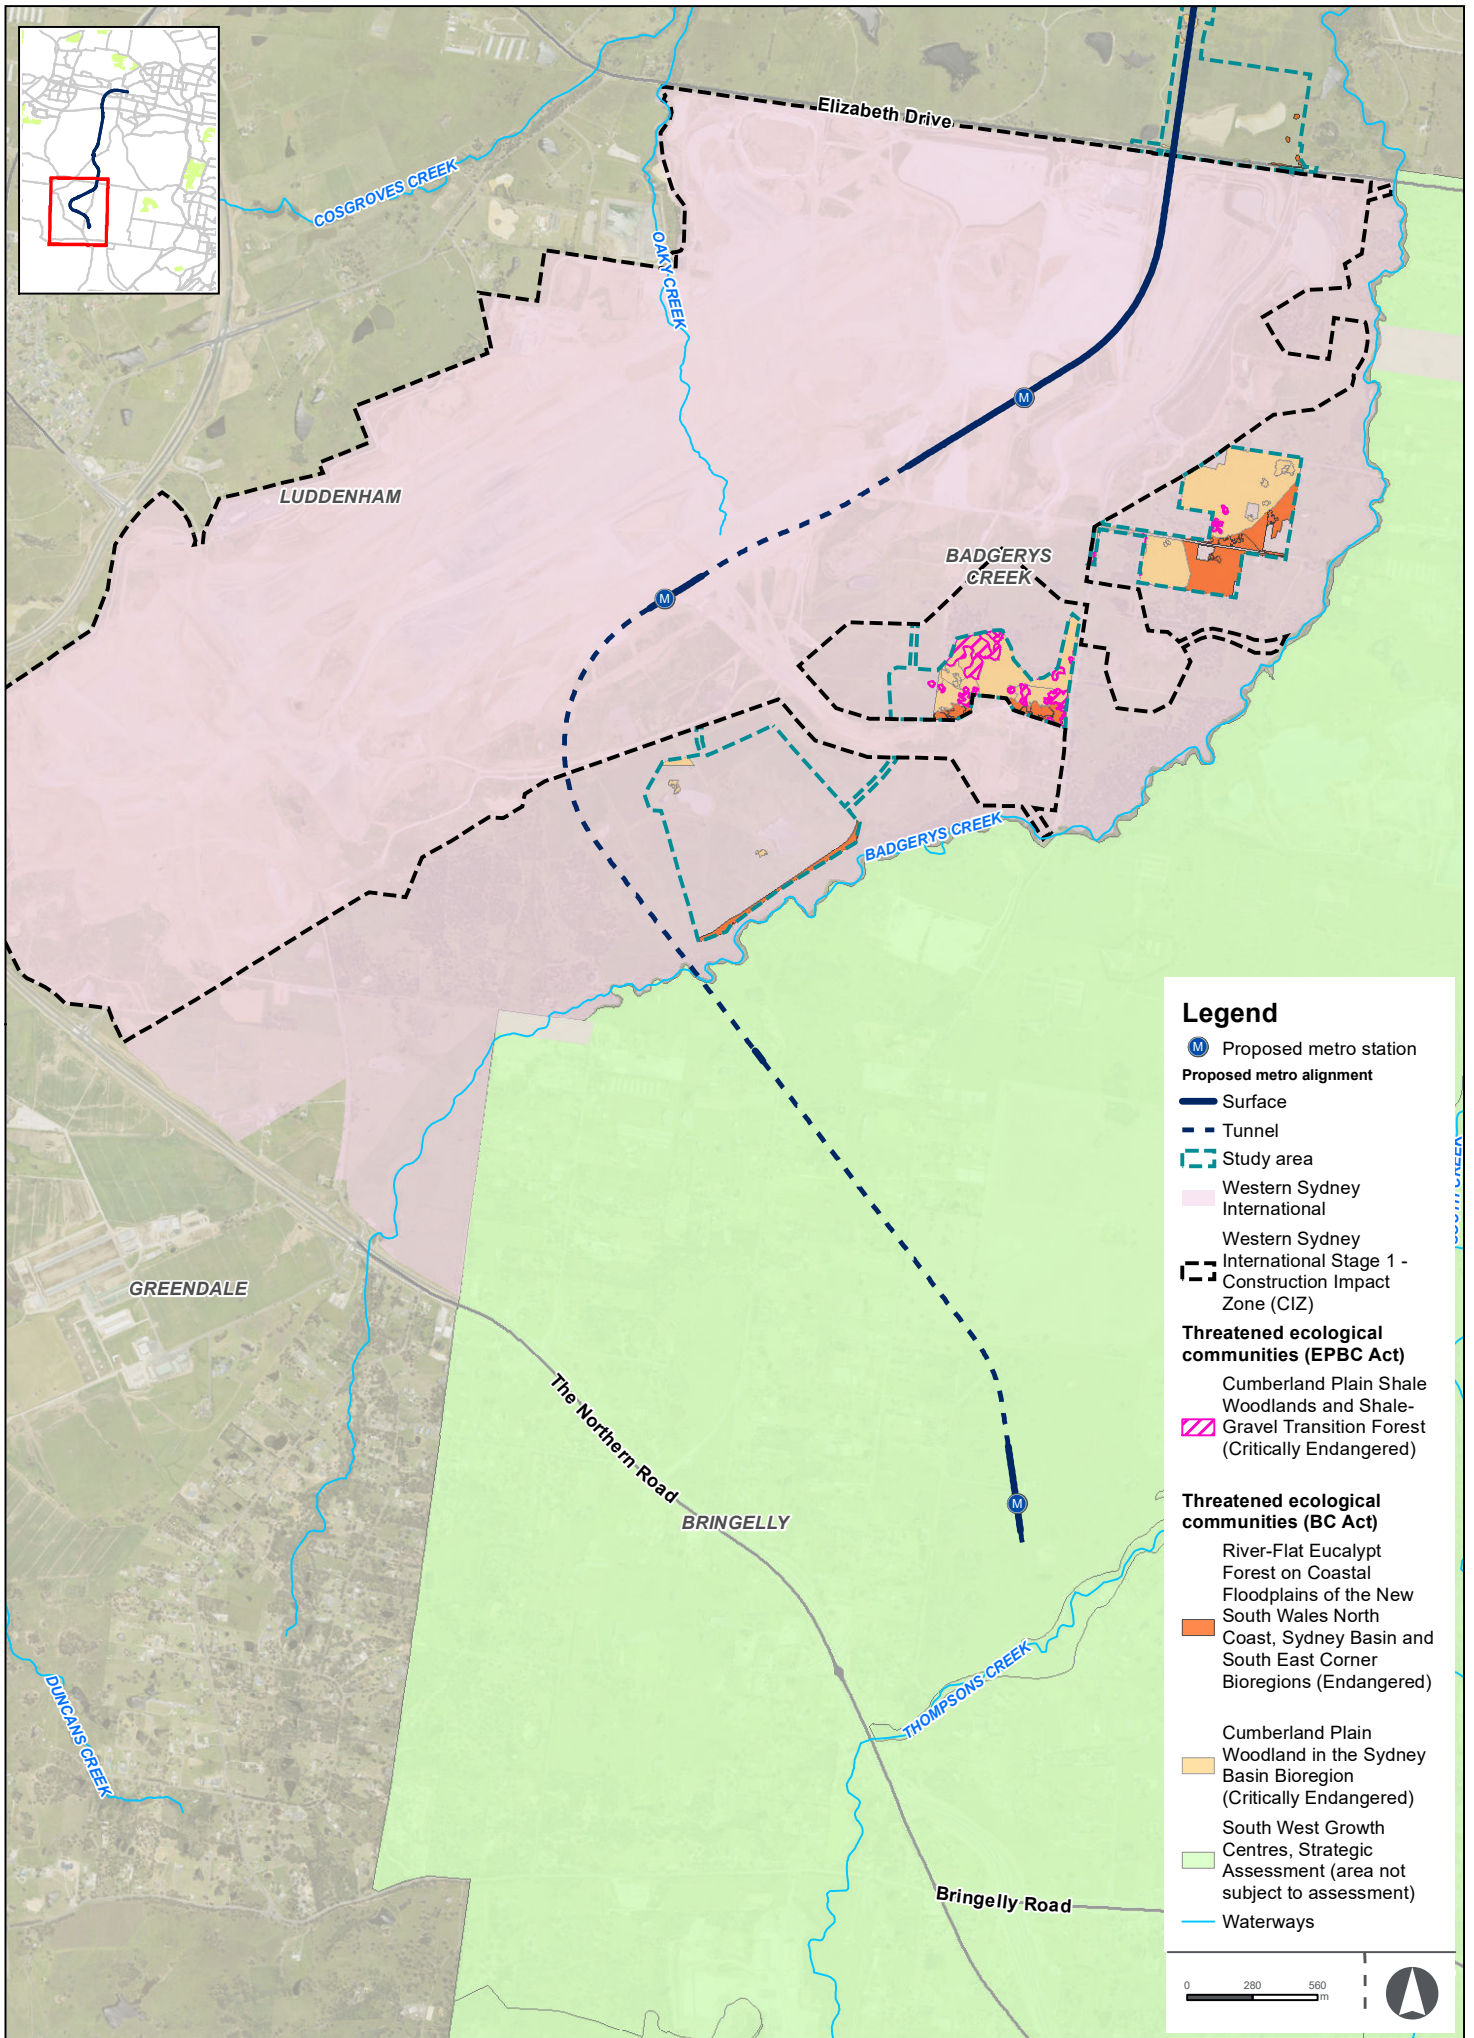 Elizabeth Drive
COSGROVES CREEK
OAKY CREEK
M
LUDDENHAM
BADGERYS
CREEK
M
BADGERYS CREEK
GREENDALE
The Northern Road
M
BRINGELLY
THOMPSONS CREEK
DUNCANS CREEK
Bringelly Road
SOUTH CREEK
Legend
M Proposed metro station
Proposed metro alignment
Surface
Tunnel
Study area
Western Sydney
International
Western Sydney
International Stage 1 -
Construction Impact
Zone (CIZ)
Threatened ecological
communities (EPBC Act)
Cumberland Plain Shale
Woodlands and Shale-
Gravel Transition Forest
(Critically Endangered)
Threatened ecological
communities (BC Act)
River-Flat Eucalypt
Forest on Coastal
Floodplains of the New
South Wales North
Coast, Sydney Basin and
South East Corner
Bioregions (Endangered)
Cumberland Plain
Woodland in the Sydney
Basin Bioregion
(Critically Endangered)
South West Growth
Centres, Strategic
Assessment (area not
subject to assessment)
Waterways
0 280 560
m